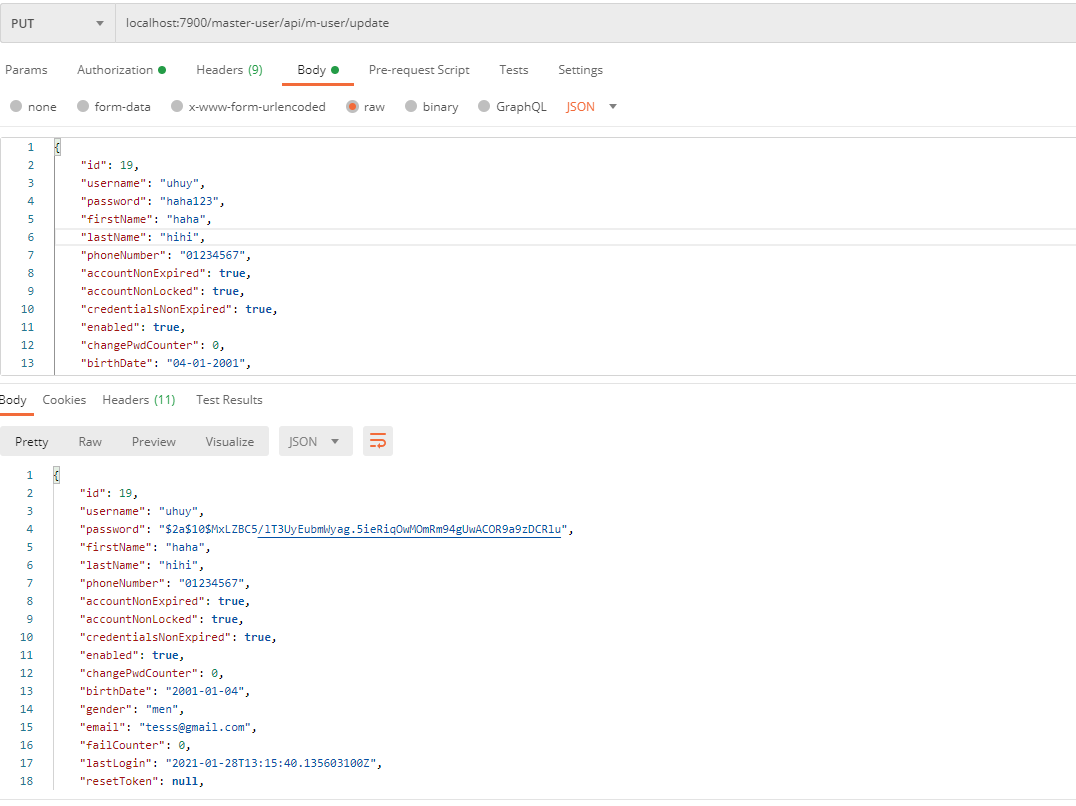 PUT localhost:7900/master-user/api/m-user/update
Params Authorization Headers (9) Body Pre-request Script Tests Settings
none form-data x-www-form-urlencoded raw binary GraphQL JSON
1 {
2 "id": 19,
3 "username": "uhuy",
4 "password": "haha123",
5 "firstName": "haha",
6 "lastName": "hihi",
7 "phoneNumber": "01234567",
8 "accountNonExpired": true,
9 "accountNonLocked": true,
10 "credentialsNonExpired": true,
11 "enabled": true,
12 "changePwdCounter": 0,
13 "birthDate": "04-01-2001",
Body Cookies Headers (11) Test Results
Pretty Raw Preview Visualize JSON
1 {
2 "id": 19,
3 "username": "uhuy",
4 "password": "$2a$10$MxLZBC5/lT3UyEubmWyag.5ieRiqOwMOmRm94gUwACOR9a9zDCRlu",
5 "firstName": "haha",
6 "lastName": "hihi",
7 "phoneNumber": "01234567",
8 "accountNonExpired": true,
9 "accountNonLocked": true,
10 "credentialsNonExpired": true,
11 "enabled": true,
12 "changePwdCounter": 0,
13 "birthDate": "2001-01-04",
14 "gender": "men",
15 "email": "tesss@gmail.com",
16 "failCounter": 0,
17 "lastLogin": "2021-01-28T13:15:40.135603100Z",
18 "resetToken": null,